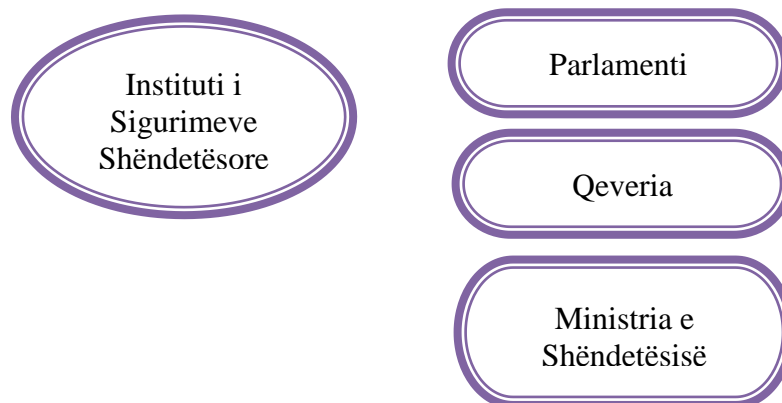 Instituti i
Sigurimeve
Shëndetësore
Parlamenti
Qeveria
Ministria e
Shëndetësisë